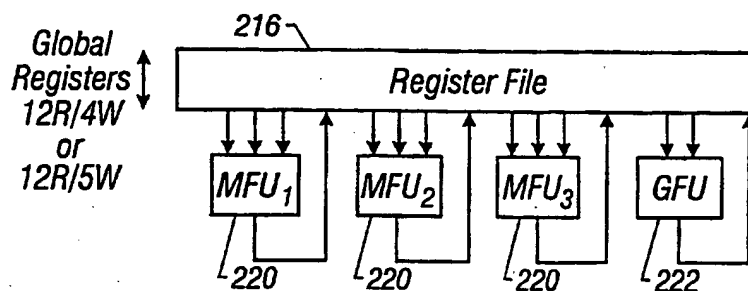 216
Global
Registers
12R/4W
or
12R/5W
Register File
MFU1
MFU2
MFU3
GFU
220
220
220
222